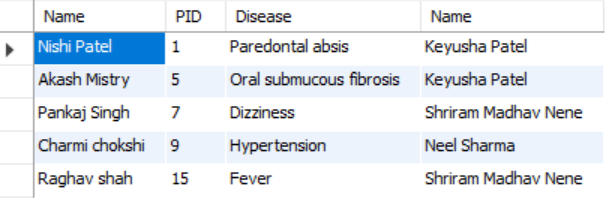 Name PID Disease Name
Nishi Patel 1 Paredontal absis Keyusha Patel
Akash Mistry 5 Oral submucous fibrosis Keyusha Patel
Pankaj Singh 7 Dizziness Shriram Madhav Nene
Charmi chokshi 9 Hypertension Neel Sharma
Raghav shah 15 Fever Shriram Madhav Nene